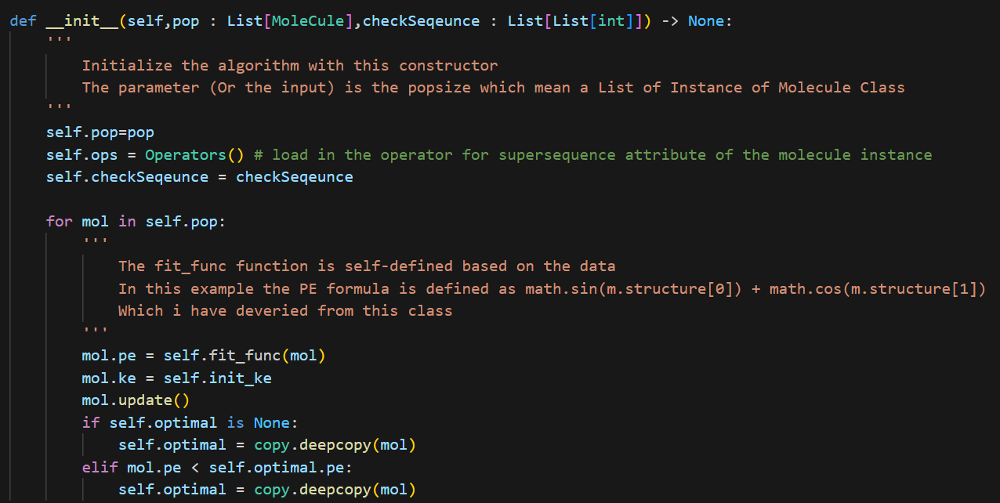 def __init__(self,pop : List[MoleCule],checkSeqeunce : List[List[int]]) -> None:
'''
Initialize the algorithm with this constructor
The parameter (Or the input) is the popsize which mean a List of Instance of Molecule Class
'''
self.pop=pop
self.ops = Operators() # load in the operator for supersequence attribute of the molecule instance
self.checkSeqeunce = checkSeqeunce
for mol in self.pop:
'''
The fit_func function is self-defined based on the data
In this example the PE formula is defined as math.sin(m.structure[0]) + math.cos(m.structure[1])
Which i have deveried from this class
'''
mol.pe = self.fit_func(mol)
mol.ke = self.init_ke
mol.update()
if self.optimal is None:
self.optimal = copy.deepcopy(mol)
elif mol.pe < self.optimal.pe:
self.optimal = copy.deepcopy(mol)